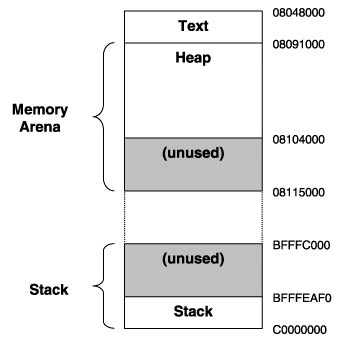 08048000
Text
08091000
Heap
Memory
Arena
08104000
(unused)
08115000
BFFFC000
(unused)
Stack
BFFFEAF0
Stack
C0000000